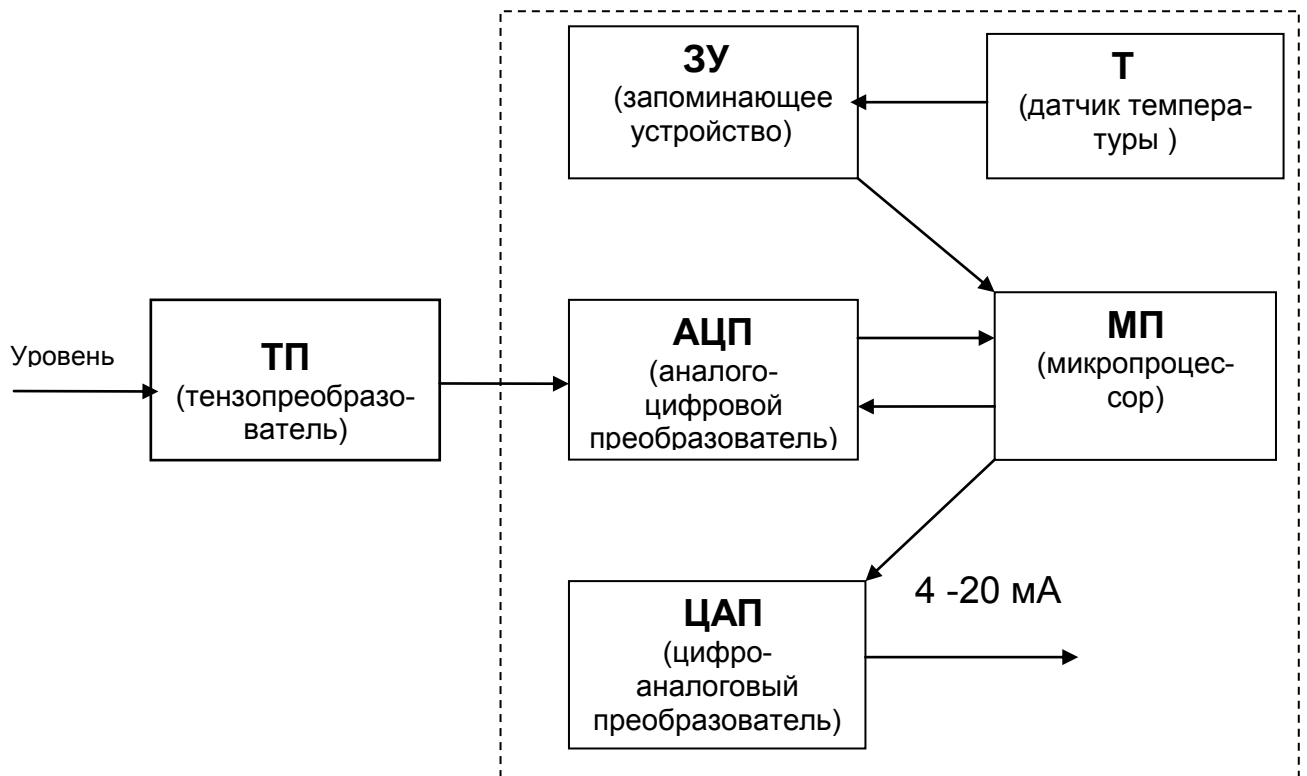 ЗУ
(запоминающее
устройство)
Т
(датчик темпера-
туры )
Уровень
ТП
(тензопреобразо-
ватель)
АЦП
(аналого-
цифровой
преобразователь)
МП
(микропроцес-
сор)
ЦАП
(цифро-
аналоговый
преобразователь)
4 -20 мА